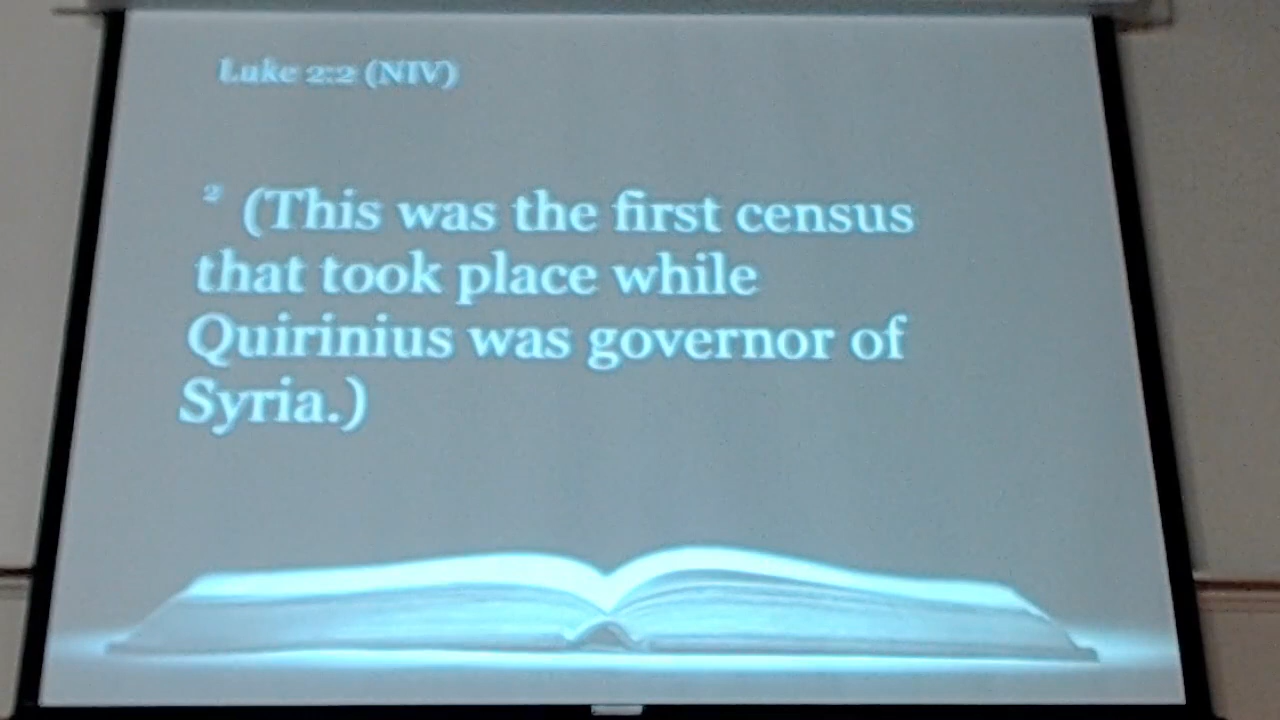 Luke 2:2 (NIV)
2 (This was the first census
that took place while
Quirinius was governor of
Syria.)